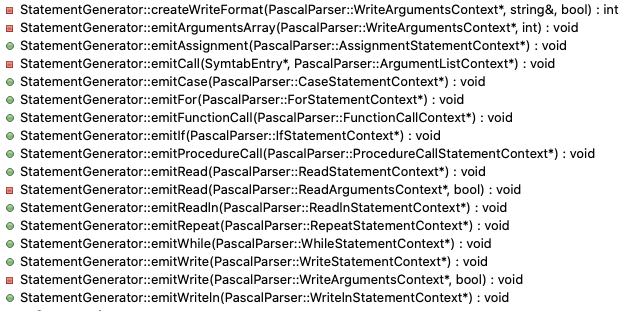 StatementGenerator::createWriteFormat(PascalParser::WriteArgumentsContext*, string&, bool) : int
StatementGenerator::emitArgumentsArray(PascalParser::WriteArgumentsContext*, int) : void
StatementGenerator::emitAssignment(PascalParser::AssignmentStatementContext*) : void
StatementGenerator::emitCall(SymtabEntry*, PascalParser::ArgumentListContext*) : void
StatementGenerator::emitCase(PascalParser::CaseStatementContext*) : void
StatementGenerator::emitFor(PascalParser::ForStatementContext*) : void
StatementGenerator::emitFunctionCall(PascalParser::FunctionCallContext*) : void
StatementGenerator::emitIf(PascalParser::IfStatementContext*) : void
StatementGenerator::emitProcedureCall(PascalParser::ProcedureCallStatementContext*) : void
StatementGenerator::emitRead(PascalParser::ReadStatementContext*) : void
StatementGenerator::emitRead(PascalParser::ReadArgumentsContext*, bool) : void
StatementGenerator::emitReadln(PascalParser::ReadlnStatementContext*) : void
StatementGenerator::emitRepeat(PascalParser::RepeatStatementContext*) : void
StatementGenerator::emitWhile(PascalParser::WhileStatementContext*) : void
StatementGenerator::emitWrite(PascalParser::WriteStatementContext*) : void
StatementGenerator::emitWrite(PascalParser::WriteArgumentsContext*, bool) : void
StatementGenerator::emitWriteln(PascalParser::WritelnStatementContext*) : void